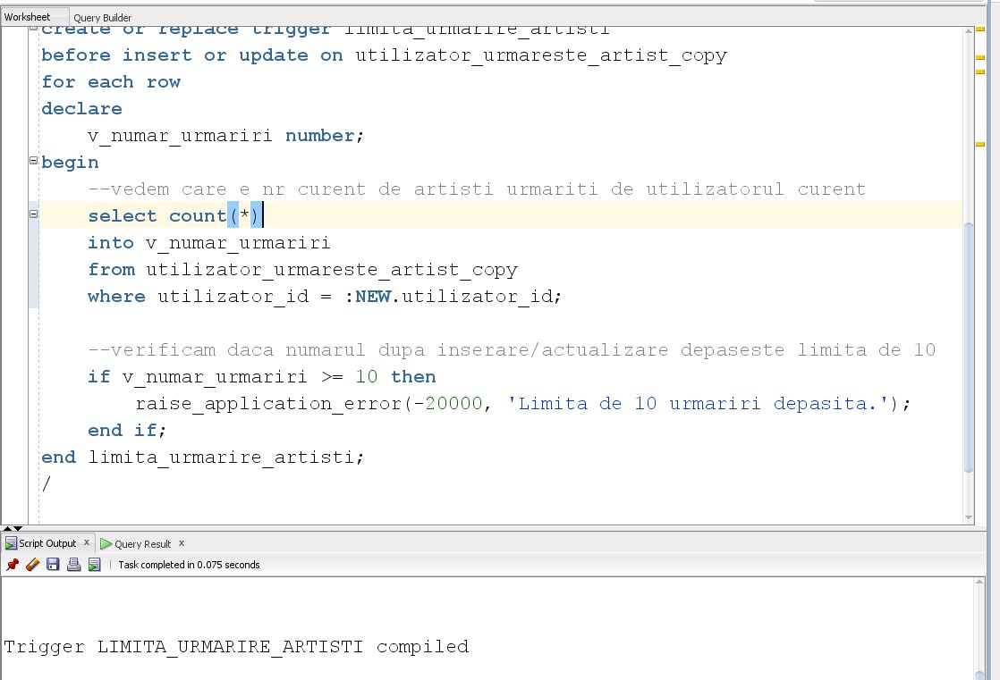 Worksheet Query Builder
create or replace trigger limita_urmarire_artisti
before insert or update on utilizator_urmareste_artist_copy
for each row
declare
v_numar_urmariri number;
begin
--vedem care e nr curent de artisti urmariti de utilizatorul curent
select count(*)
into v_numar_urmariri
from utilizator_urmareste_artist_copy
where utilizator_id = :NEW.utilizator_id;
--verificam daca numarul dupa inserare/actualizare depaseste limita de 10
if v_numar_urmariri >= 10 then
raise_application_error(-20000, 'Limita de 10 urmariri depasita.');
end if;
end limita_urmarire_artisti;
/
Script Output x Query Result x
Task completed in 0.075 seconds
Trigger LIMITA_URMARIRE_ARTISTI compiled